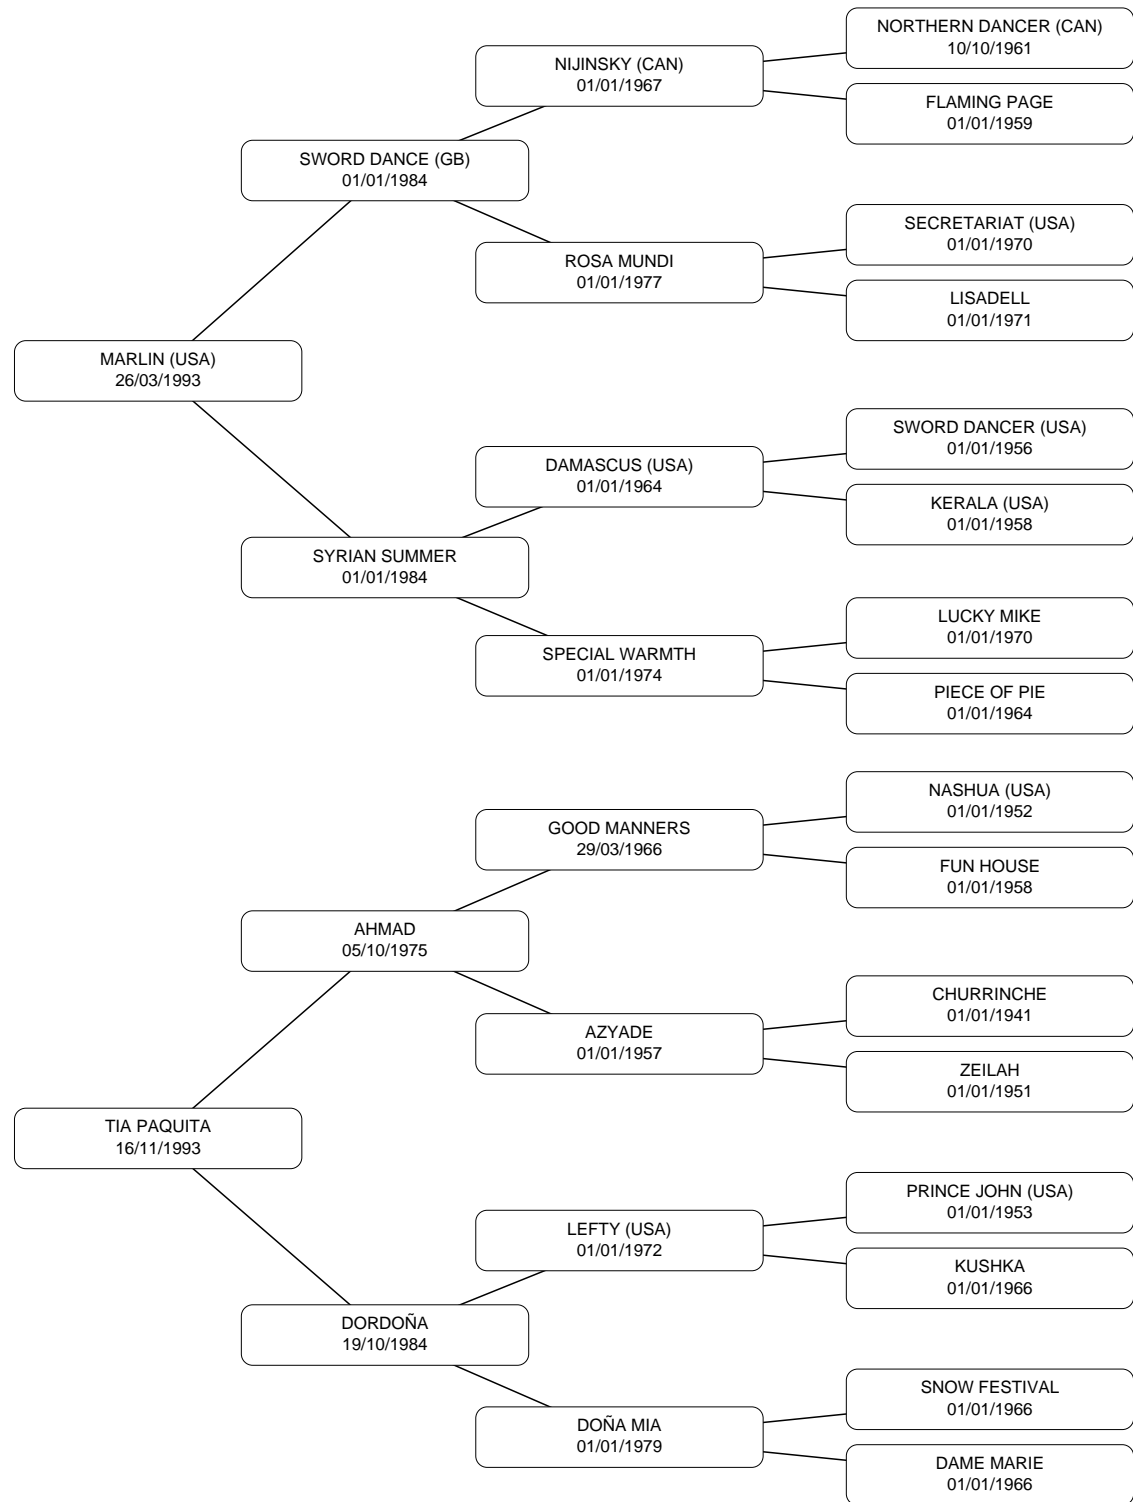 NORTHERN DANCER (CAN)
10/10/1961
NIJINSKY (CAN)
01/01/1967
FLAMING PAGE
01/01/1959
SWORD DANCE (GB)
01/01/1984
SECRETARIAT (USA)
01/01/1970
ROSA MUNDI
01/01/1977
LISADELL
01/01/1971
MARLIN (USA)
26/03/1993
SWORD DANCER (USA)
01/01/1956
DAMASCUS (USA)
01/01/1964
KERALA (USA)
01/01/1958
SYRIAN SUMMER
01/01/1984
LUCKY MIKE
01/01/1970
SPECIAL WARMTH
01/01/1974
PIECE OF PIE
01/01/1964
NASHUA (USA)
01/01/1952
GOOD MANNERS
29/03/1966
FUN HOUSE
01/01/1958
AHMAD
05/10/1975
CHURRINCHE
01/01/1941
AZYADE
01/01/1957
ZEILAH
01/01/1951
TIA PAQUITA
16/11/1993
PRINCE JOHN (USA)
01/01/1953
LEFTY (USA)
01/01/1972
KUSHKA
01/01/1966
DORDOÑA
19/10/1984
SNOW FESTIVAL
01/01/1966
DOÑA MIA
01/01/1979
DAME MARIE
01/01/1966